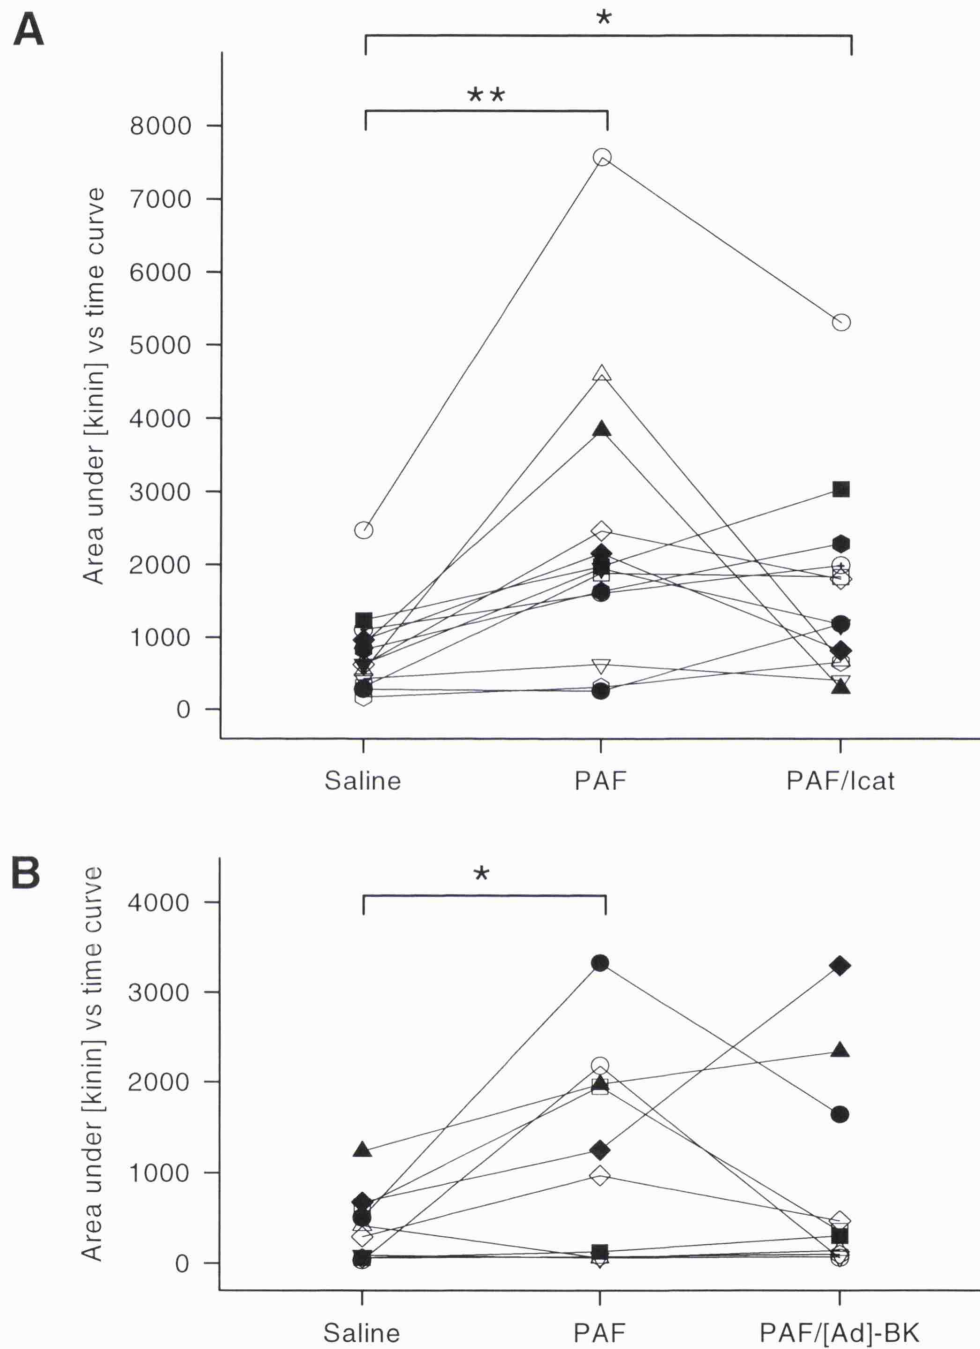 A
*
**
8000
7000
6000
5000
4000
3000
2000
1000
0
Area under [kinin] vs time curve
Saline PAF PAF/Icat
B
*
4000
3000
2000
1000
0
Area under [kinin] vs time curve
Saline PAF PAF/[Ad]-BK